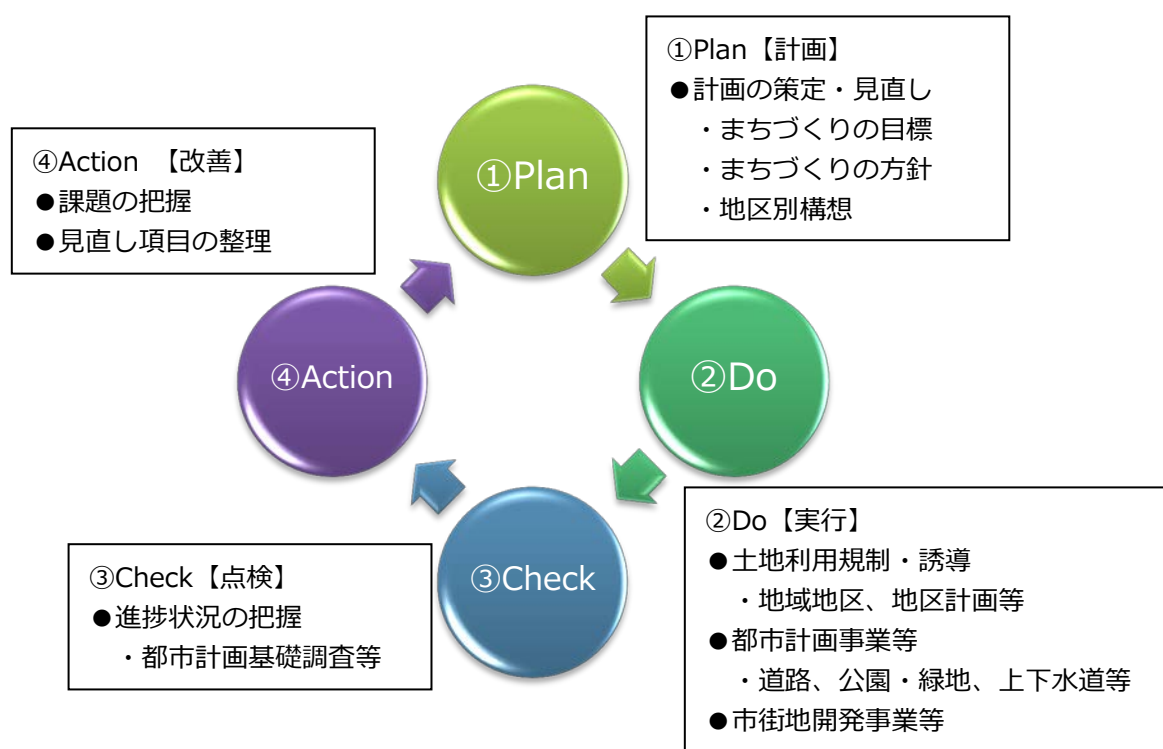 ①Plan【計画】
●計画の策定・見直し
・まちづくりの目標
・まちづくりの方針
・地区別構想
④Action 【改善】
●課題の把握
●見直し項目の整理
①Plan
②Do
③Check
④Action
②Do【実行】
●土地利用規制・誘導
・地域地区、地区計画等
●都市計画事業等
・道路、公園・緑地、上下水道等
●市街地開発事業等
③Check【点検】
●進捗状況の把握
・都市計画基礎調査等